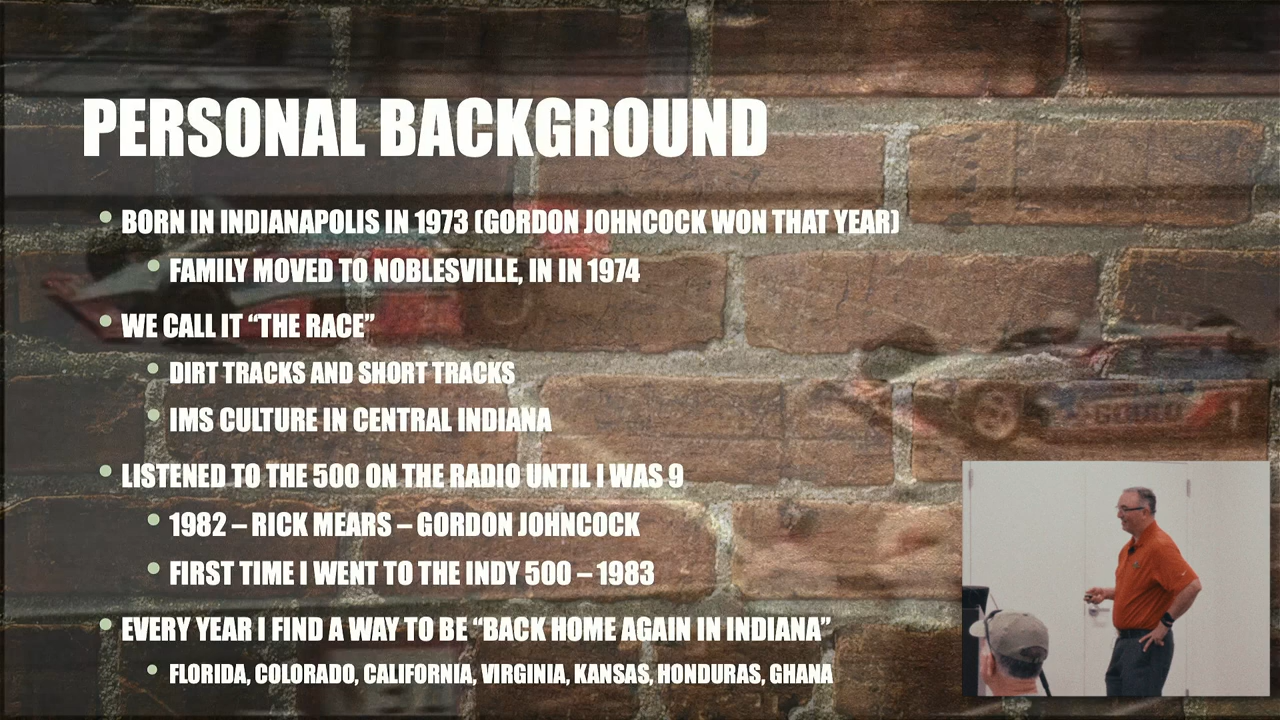 PERSONAL BACKGROUND
• BORN IN INDIANAPOLIS IN 1973 (GORDON JOHNCOCK WON THAT YEAR)
• FAMILY MOVED TO NOBLESVILLE, IN IN 1974
• WE CALL IT “THE RACE”
• DIRT TRACKS AND SHORT TRACKS
• IMS CULTURE IN CENTRAL INDIANA
• LISTENED TO THE 500 ON THE RADIO UNTIL I WAS 9
• 1982 – RICK MEARS – GORDON JOHNCOCK
• FIRST TIME I WENT TO THE INDY 500 – 1983
• EVERY YEAR I FIND A WAY TO BE “BACK HOME AGAIN IN INDIANA”
• FLORIDA, COLORADO, CALIFORNIA, VIRGINIA, KANSAS, HONDURAS, GHANA